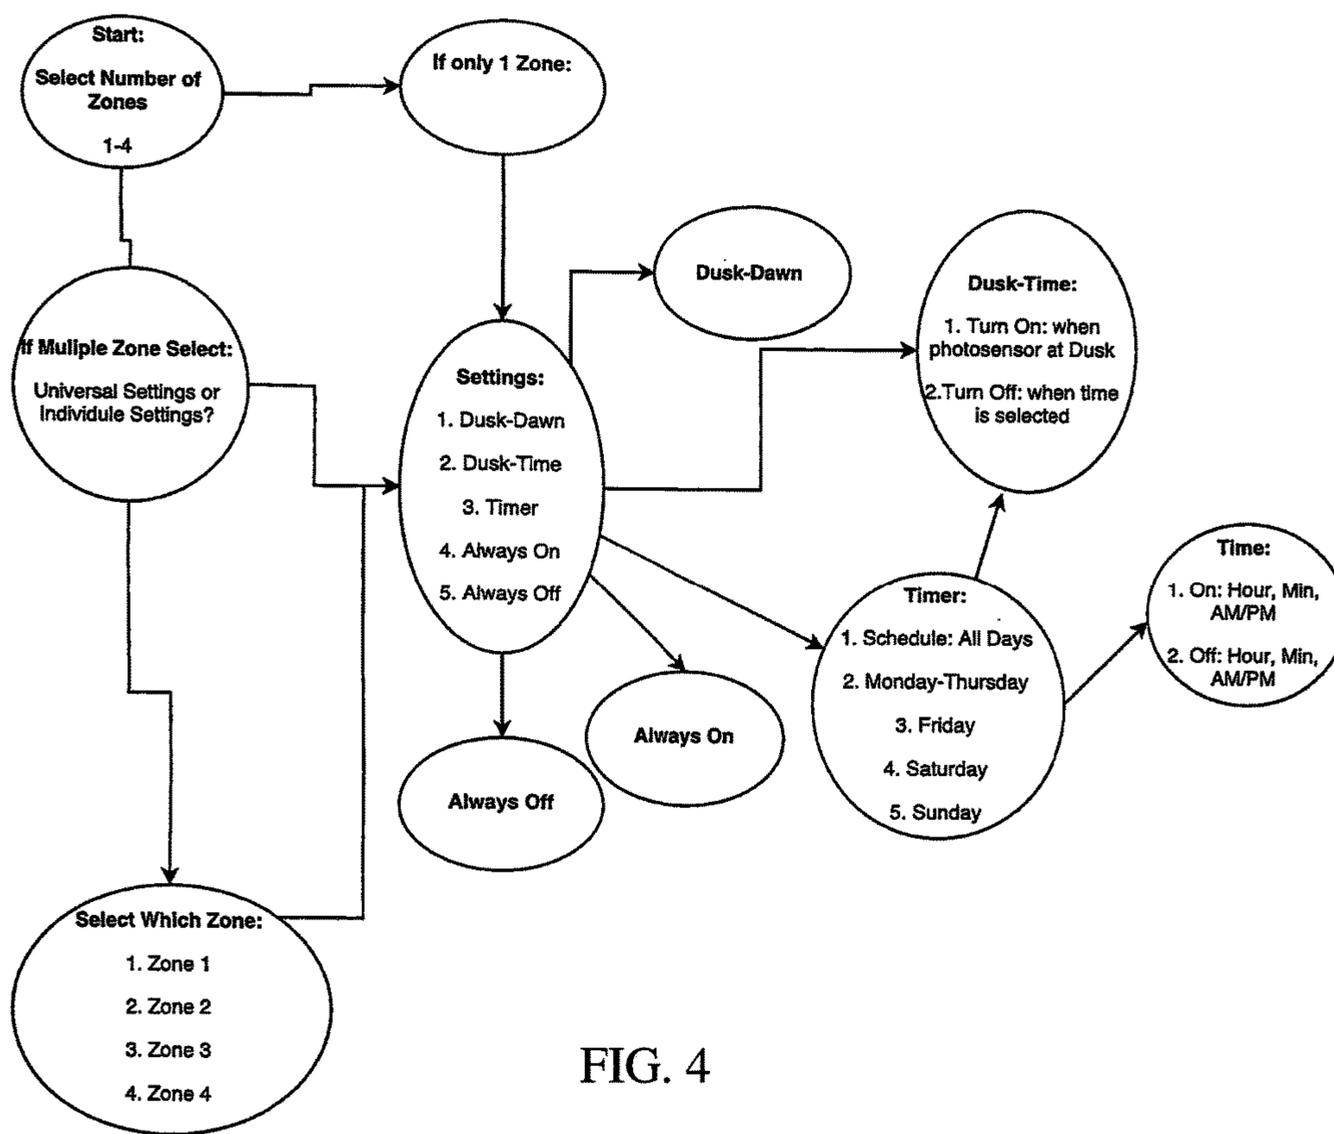 Start:
Select Number of
Zones
1-4
If only 1 Zone:
If Muliple Zone Select:
Universal Settings or
Individule Settings?
Settings:
1. Dusk-Dawn
2. Dusk-Time
3. Timer
4. Always On
5. Always Off
Dusk-Dawn
Dusk-Time:
1. Turn On: when
photosensor at Dusk
2.Turn Off: when time
is selected
Timer:
1. Schedule: All Days
2. Monday-Thursday
3. Friday
4. Saturday
5. Sunday
Time:
1. On: Hour, Min,
AM/PM
2. Off: Hour, Min,
AM/PM
Always On
Always Off
Select Which Zone:
1. Zone 1
2. Zone 2
3. Zone 3
4. Zone 4
FIG. 4